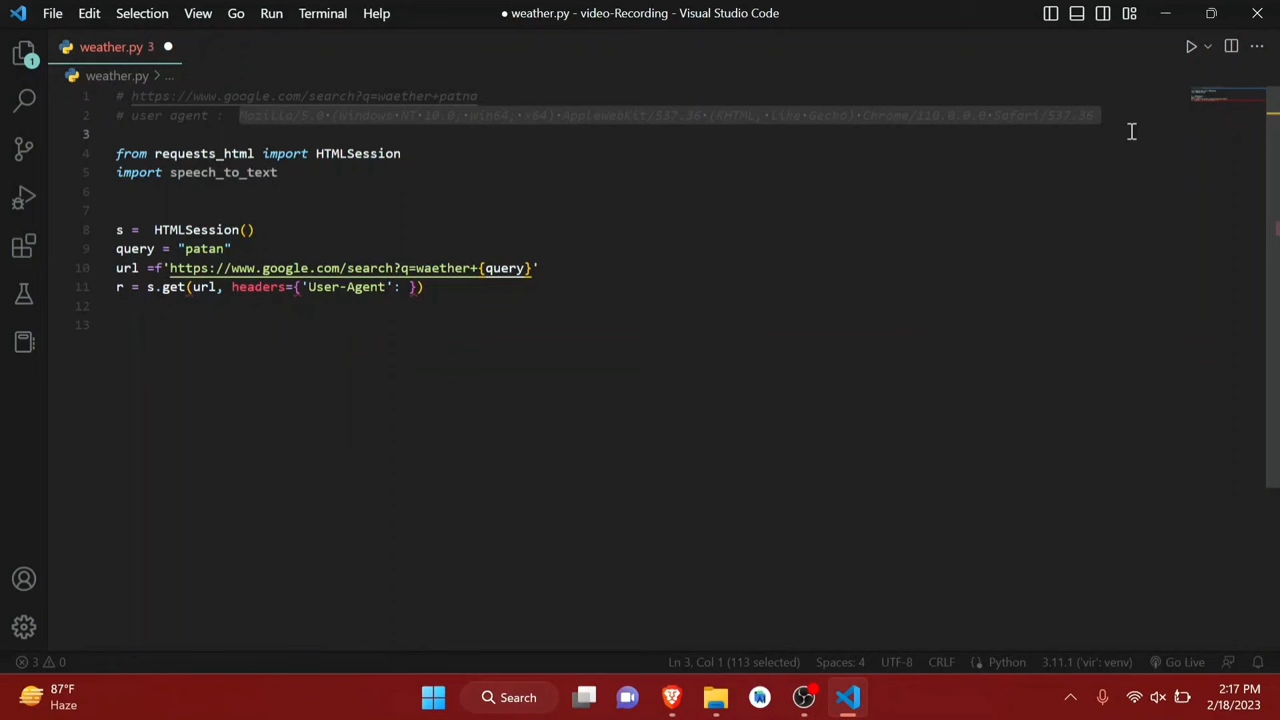 File Edit Selection View Go Run Terminal Help
● weather.py - video-Recording - Visual Studio Code
weather.py 3 ●
weather.py > ...
1
1 # https://www.google.com/search?q=waether+patna
2 # user agent : Mozilla/5.0 (Windows NT 10.0; Win64; x64) AppleWebKit/537.36 (KHTML, like Gecko) Chrome/110.0.0.0 Safari/537.36
3
4 from requests_html import HTMLSession
5 import speech_to_text
6
7
8 s = HTMLSession()
9 query = "patan"
10 url =f'https://www.google.com/search?q=waether+{query}'
11 r = s.get(url, headers={'User-Agent': })
12
13
3 0 Ln 3, Col 1 (113 selected) Spaces: 4 UTF-8 CRLF Python 3.11.1 ('vir': venv) Go Live
87°F
Haze
Search
2:17 PM
2/18/2023